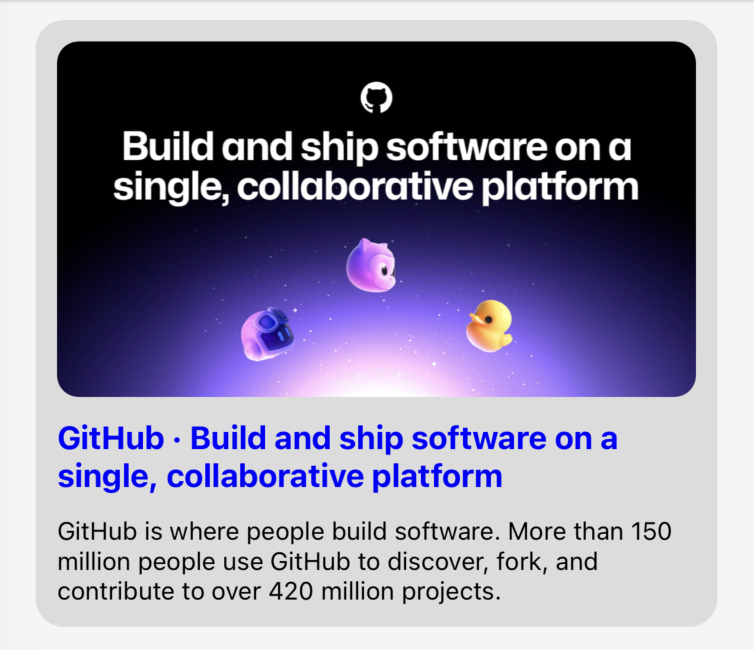 Build and ship software on a
single, collaborative platform
GitHub · Build and ship software on a
single, collaborative platform
GitHub is where people build software. More than 150
million people use GitHub to discover, fork, and
contribute to over 420 million projects.